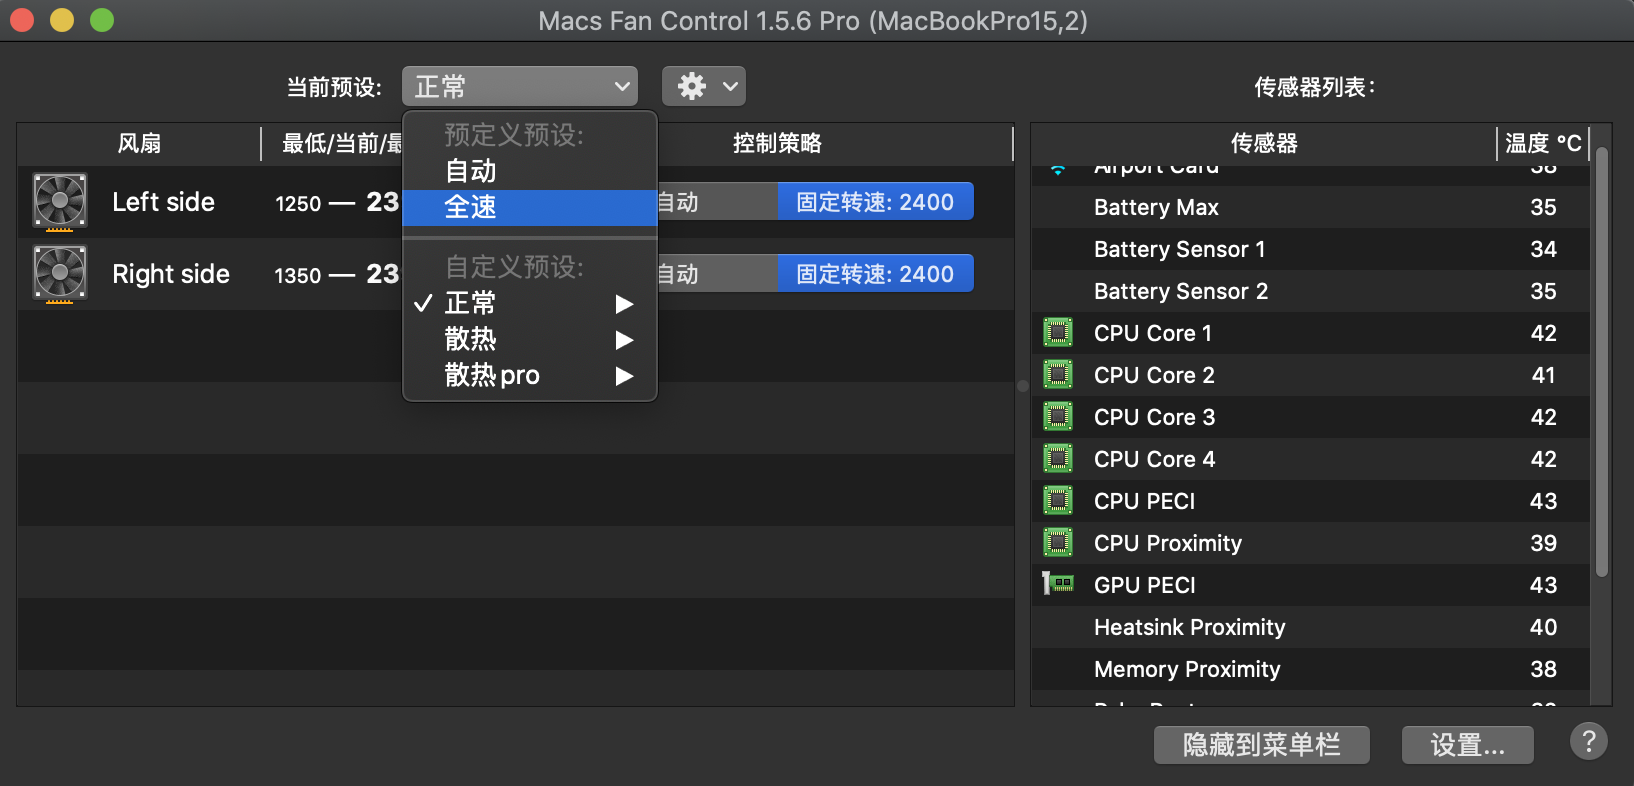 Macs Fan Control 1.5.6 Pro (MacBookPro15,2)
当前预设:
正常
传感器列表:
预定义预设:
自动
全速
自定义预设:
正常
散热
散热pro
风扇
最低/当前/
控制策略
Left side
1250 — 23
自动
固定转速: 2400
Right side
1350 — 23
自动
固定转速: 2400
传感器
温度 °C
Airport Card 38
Battery Max 35
Battery Sensor 1 34
Battery Sensor 2 35
CPU Core 1 42
CPU Core 2 41
CPU Core 3 42
CPU Core 4 42
CPU PECI 43
CPU Proximity 39
GPU PECI 43
Heatsink Proximity 40
Memory Proximity 38
隐藏到菜单栏
设置...
?